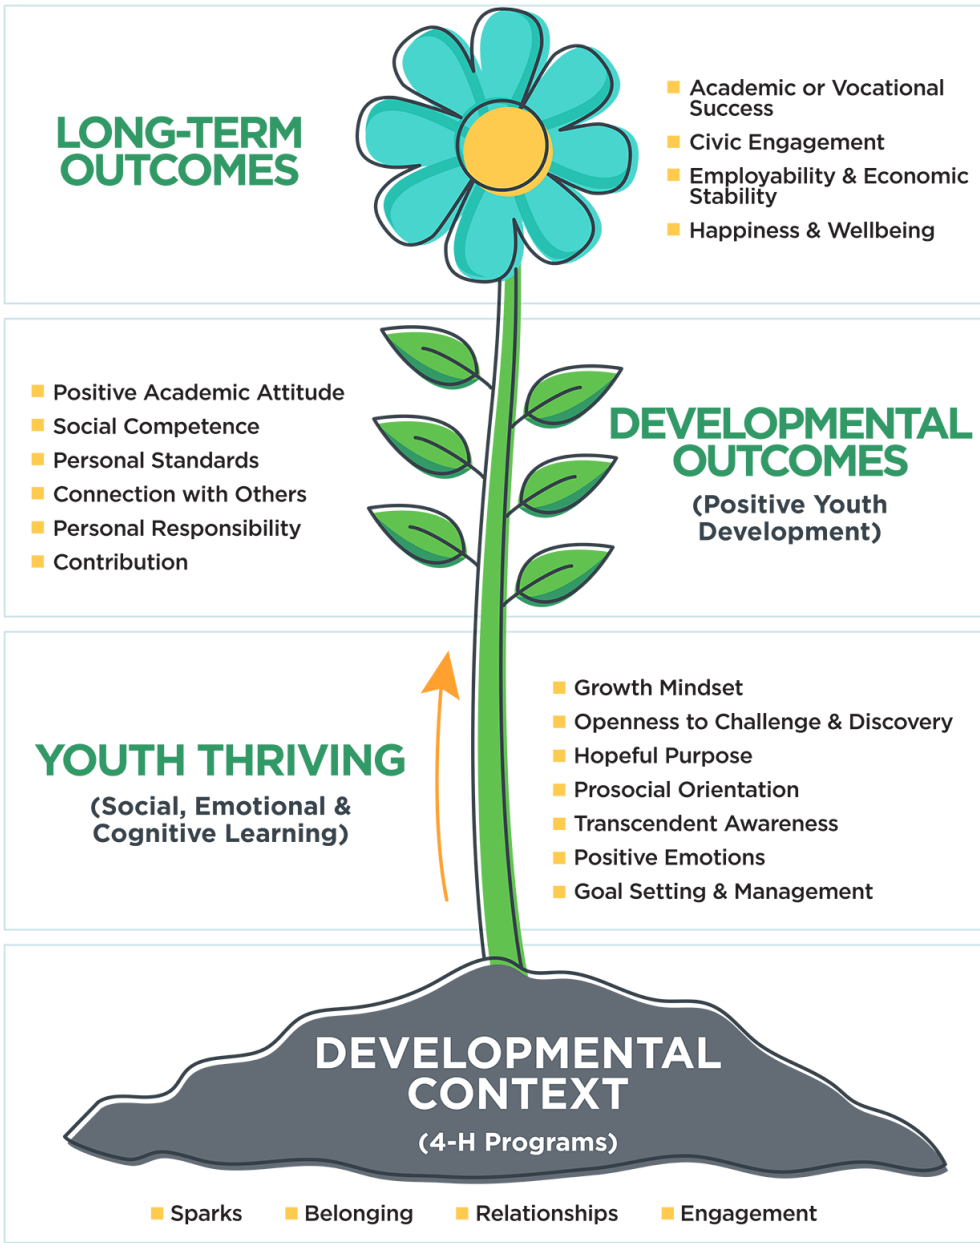 LONG-TERM
OUTCOMES
Academic or Vocational
Success
Civic Engagement
Employability & Economic
Stability
Happiness & Wellbeing
Positive Academic Attitude
Social Competence
Personal Standards
Connection with Others
Personal Responsibility
Contribution
DEVELOPMENTAL
OUTCOMES
(Positive Youth
Development)
YOUTH THRIVING
(Social, Emotional &
Cognitive Learning)
Growth Mindset
Openness to Challenge & Discovery
Hopeful Purpose
Prosocial Orientation
Transcendent Awareness
Positive Emotions
Goal Setting & Management
DEVELOPMENTAL
CONTEXT
(4-H Programs)
Sparks
Belonging
Relationships
Engagement